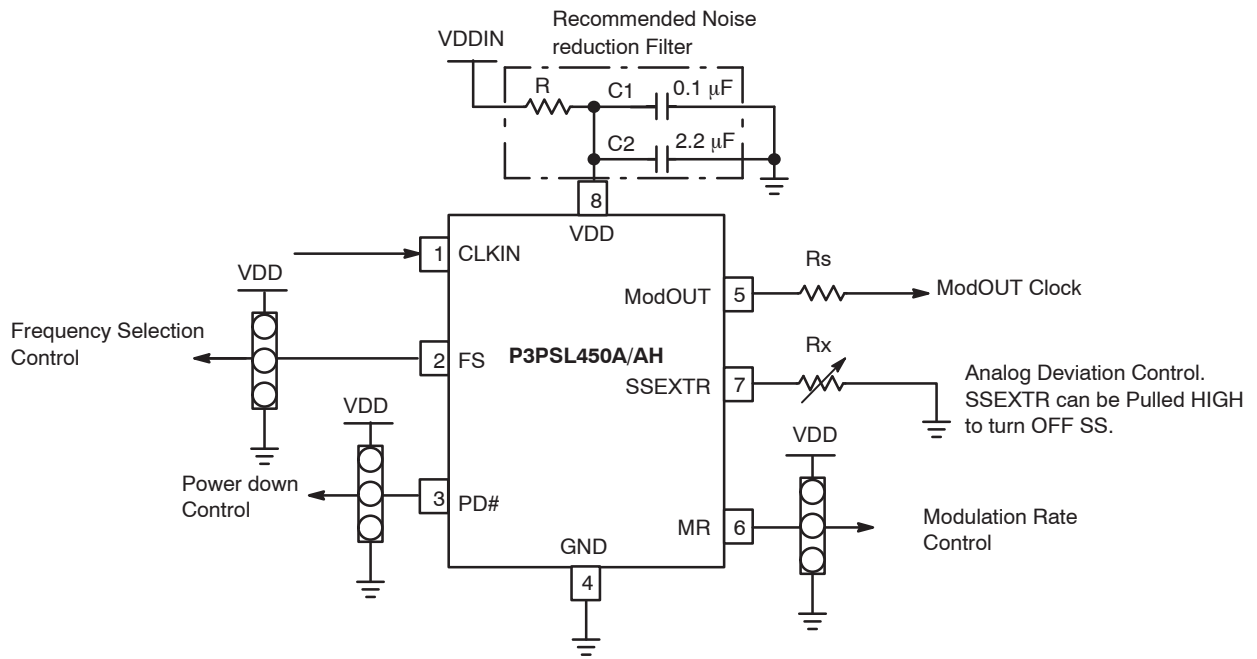 Recommended Noise
reduction Filter
VDDIN
R
C1
0.1 μF
C2
2.2 μF
8
VDD
1
CLKIN
VDD
Rs
ModOUT
5
ModOUT Clock
Frequency Selection
Control
2
FS
P3PSL450A/AH
Rx
SSEXTR
7
Analog Deviation Control.
SSEXTR can be Pulled HIGH
to turn OFF SS.
VDD
VDD
Power down
Control
3
PD#
MR
6
Modulation Rate
Control
GND
4